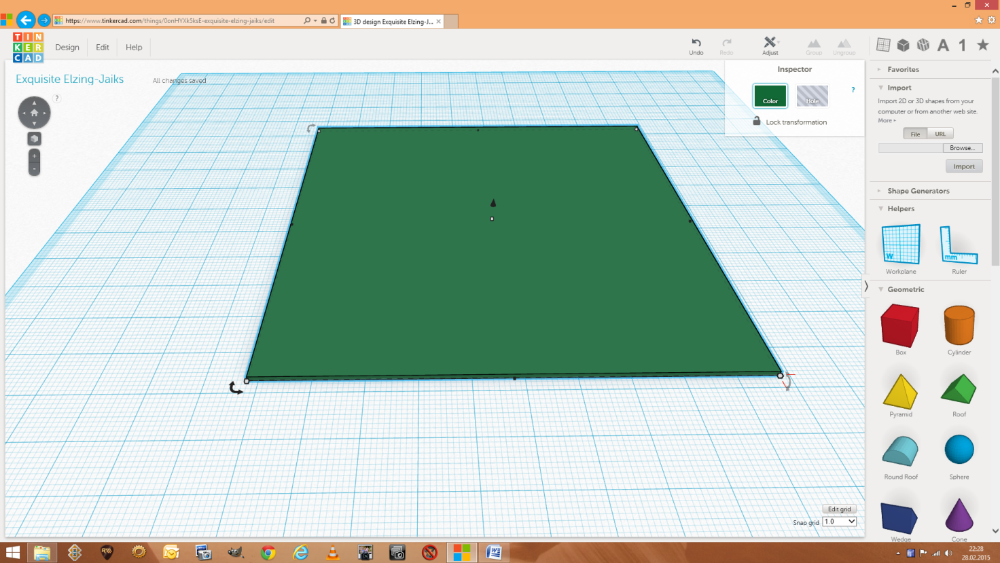 https://www.tinkercad.com/things/0onHYXk5ksE-exquisite-elzing-jaiks/edit
3D design Exquisite Elzing-J...
TIN
KER
CAD
Design
Edit
Help
Undo
Redo
Adjust
Group
Ungroup
A
1
Exquisite Elzing-Jaiks
All changes saved
?
+
-
Inspector
Color
Hole
?
Lock transformation
Favorites
Import
Import 2D or 3D shapes from your
computer or from another web site.
More
File
URL
Browse...
Import
Shape Generators
Helpers
W
mm
Workplane
Ruler
Geometric
Box
Cylinder
Pyramid
Roof
Round Roof
Sphere
Wedge
Cone
Edit grid
Snap grid 1.0
22:28
28.02.2015